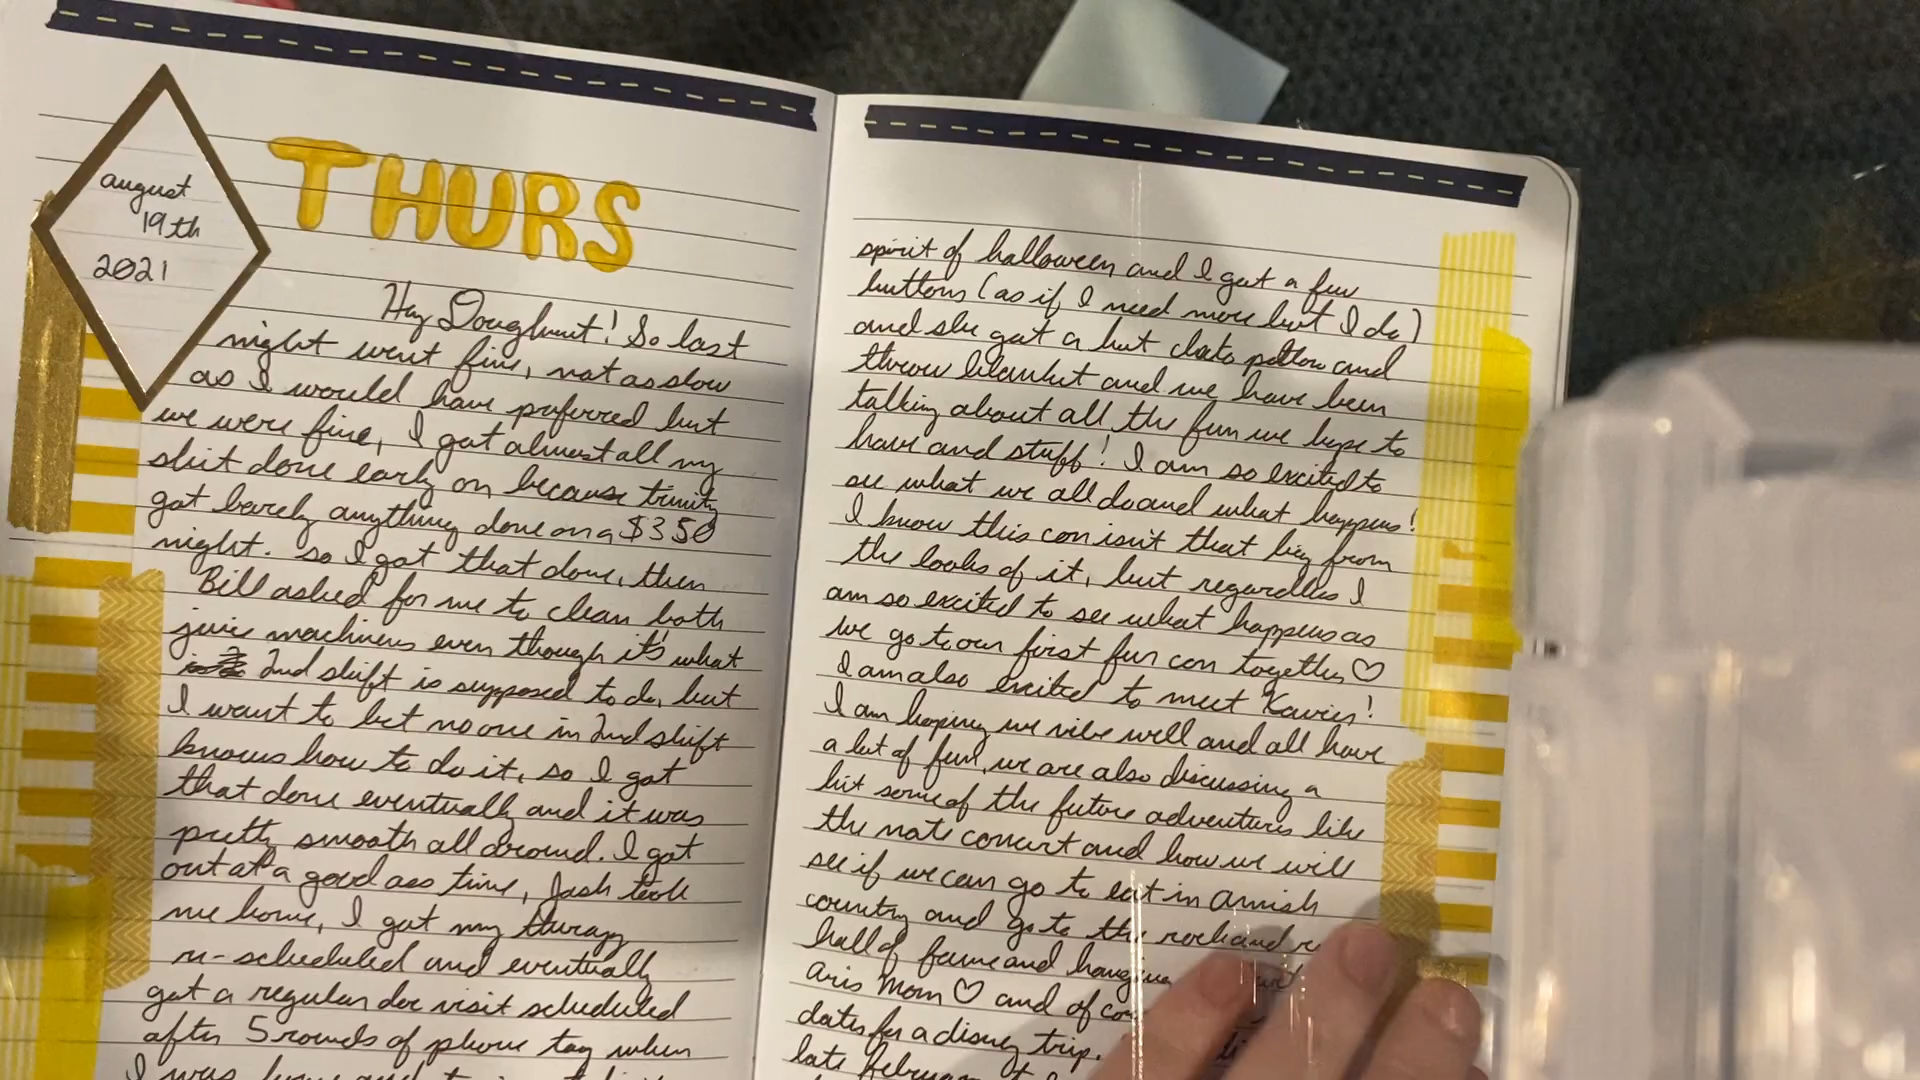 august
19th
2021
THURS
Hey Doughnut! So last
night went fine, not as slow
as I would have preferred but
we were fine, I got almost all my
shit done early on because trinity
got barely anything done on a $350
night. so I got that done, then
Bill asked for me to clean both
juice machines even though it's what
2nd shift is supposed to do, but
I want to bet no one in 2nd shift
knows how to do it, so I got
that done eventually and it was
pretty smooth all around. I got
out at a good ass time, Josh took
me home, I got my therapy
re-scheduled and eventually
got a regular doc visit scheduled
after 5 rounds of phone tag when
I was home and
spirit of halloween and I got a few
buttons (as if I need more but I do)
and she got a hut clato pillow and
throw blanket and we have been
talking about all the fun we hope to
have and stuff! I am so excited to
see what we all do and what happens!
I know this con isn't that big from
the looks of it, but regardless I
am so excited to see what happens as
we go to our first fun con together ♡
I am also excited to meet Xavier!
I am hoping we vibe well and all have
a lot of fun, we are also discussing a
bit some of the future adventures like
the nate concert and how we will
see if we can go to eat in amish
country and go to the rock and r
hall of fame and hanging
aris mom ♡ and of
dates for a disney trip.
late february